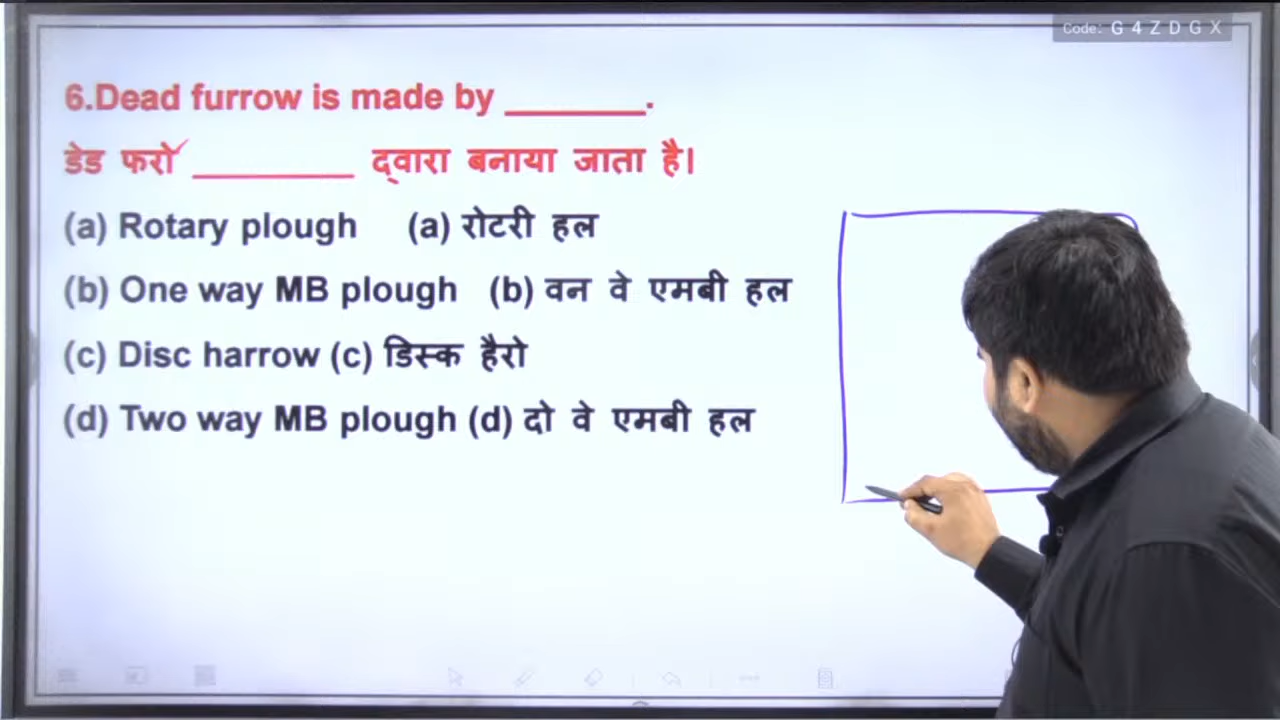 Code: G 4 Z D G X
6.Dead furrow is made by ________.
डेड फरो ________ द्वारा बनाया जाता है।
(a) Rotary plough (a) रोटरी हल
(b) One way MB plough (b) वन वे एमबी हल
(c) Disc harrow (c) डिस्क हैरो
(d) Two way MB plough (d) दो वे एमबी हल